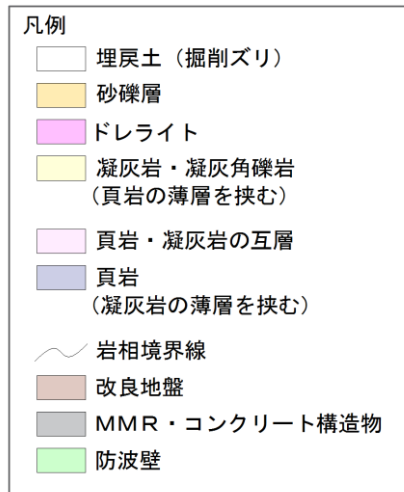 凡例
埋戻土（掘削ズリ）
砂礫層
ドレライト
凝灰岩・凝灰角礫岩
（頁岩の薄層を挟む）
頁岩・凝灰岩の互層
頁岩
（凝灰岩の薄層を挟む）
岩相境界線
改良地盤
ＭＭＲ・コンクリート構造物
防波壁